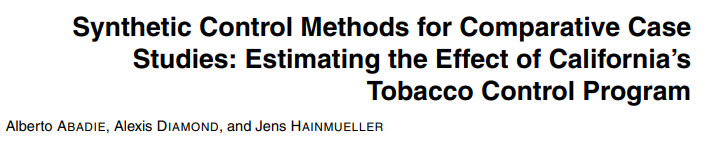 Synthetic Control Methods for Comparative Case
Studies: Estimating the Effect of California’s
Tobacco Control Program
Alberto ABADIE, Alexis DIAMOND, and Jens HAINMUELLER